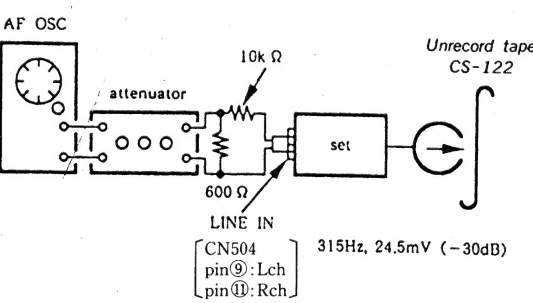 AF OSC
Unrecord tape
CS-122
10k Ω
attenuator
set
600 Ω
LINE IN
CN504
pin⑨:Lch
pin⑪:Rch
315Hz, 24.5mV (−30dB)